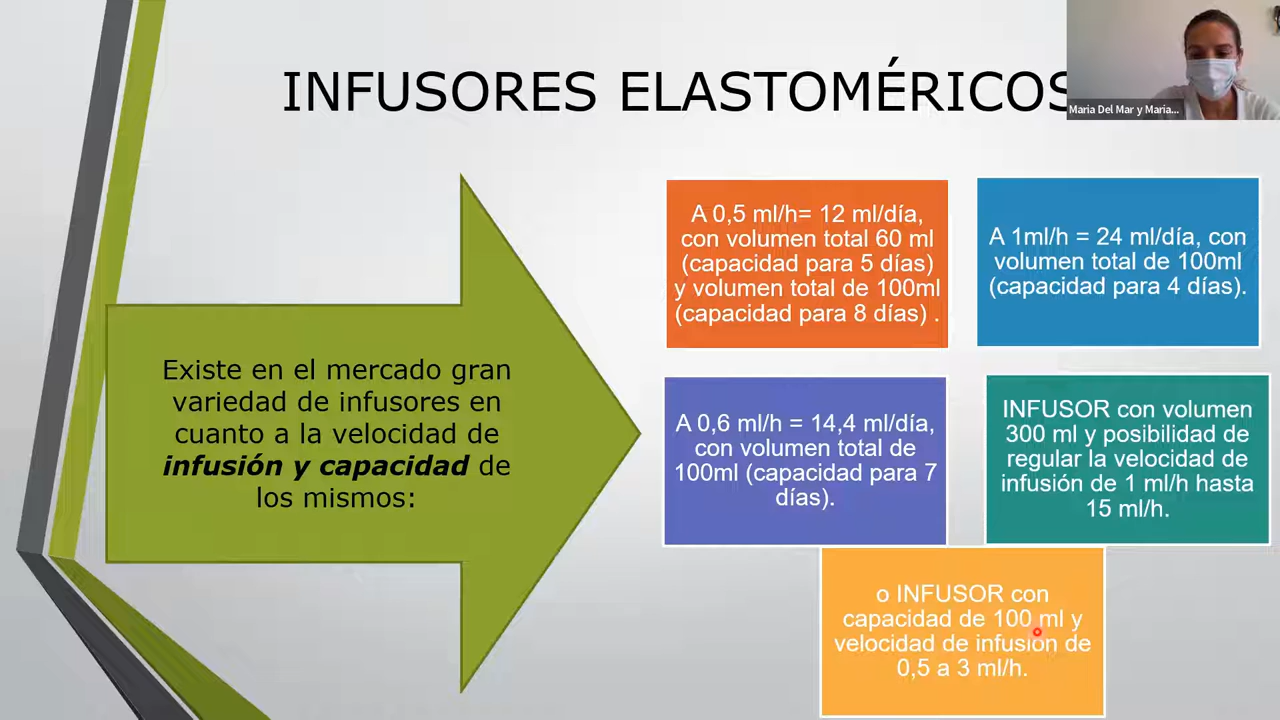 INFUSORES ELASTOMÉRICOS
Maria Del Mar y Maria...
Existe en el mercado gran
variedad de infusores en
cuanto a la velocidad de
infusión y capacidad de
los mismos:
A 0,5 ml/h= 12 ml/día,
con volumen total 60 ml
(capacidad para 5 días)
y volumen total de 100ml
(capacidad para 8 días) .
A 1ml/h = 24 ml/día, con
volumen total de 100ml
(capacidad para 4 días).
A 0,6 ml/h = 14,4 ml/día,
con volumen total de
100ml (capacidad para 7
días).
INFUSOR con volumen
300 ml y posibilidad de
regular la velocidad de
infusión de 1 ml/h hasta
15 ml/h.
o INFUSOR con
capacidad de 100 ml y
velocidad de infusión de
0,5 a 3 ml/h.